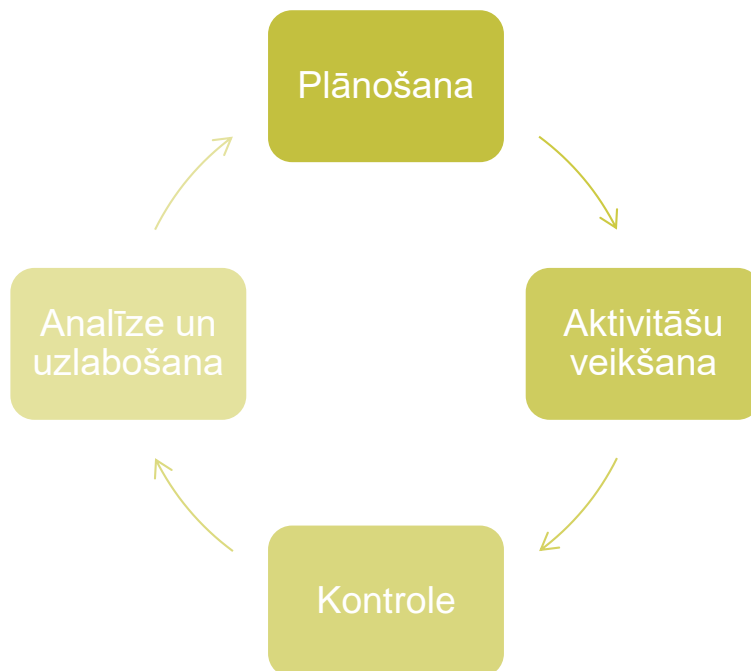 Plānošana
Aktivitāšu
veikšana
Kontrole
Analīze un
uzlabošana